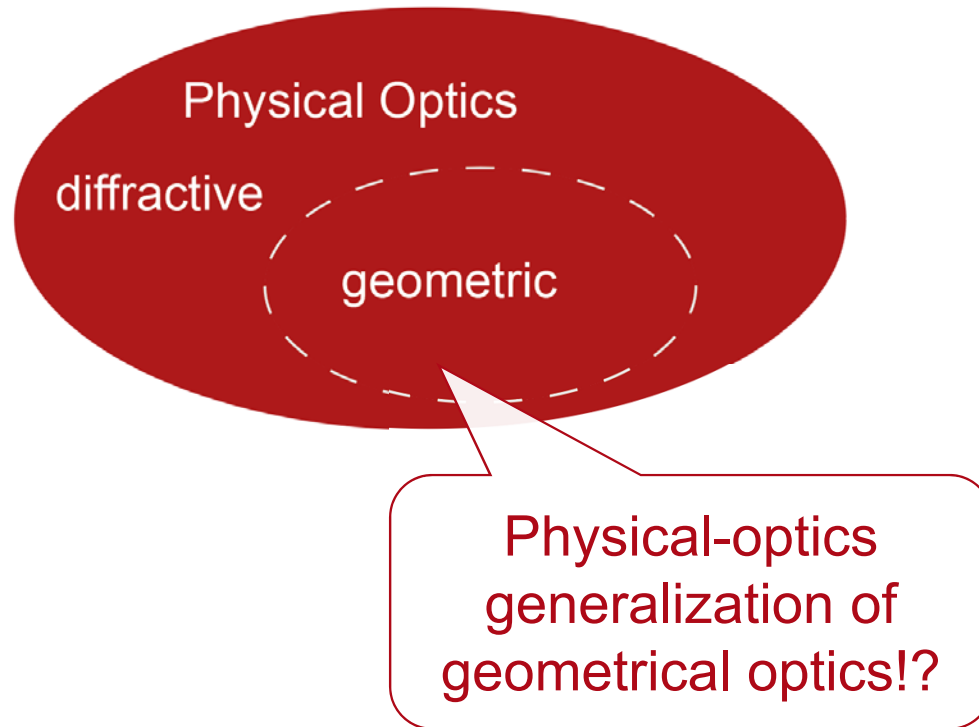 Physical Optics
diffractive
geometric
Physical-optics
generalization of
geometrical optics!?